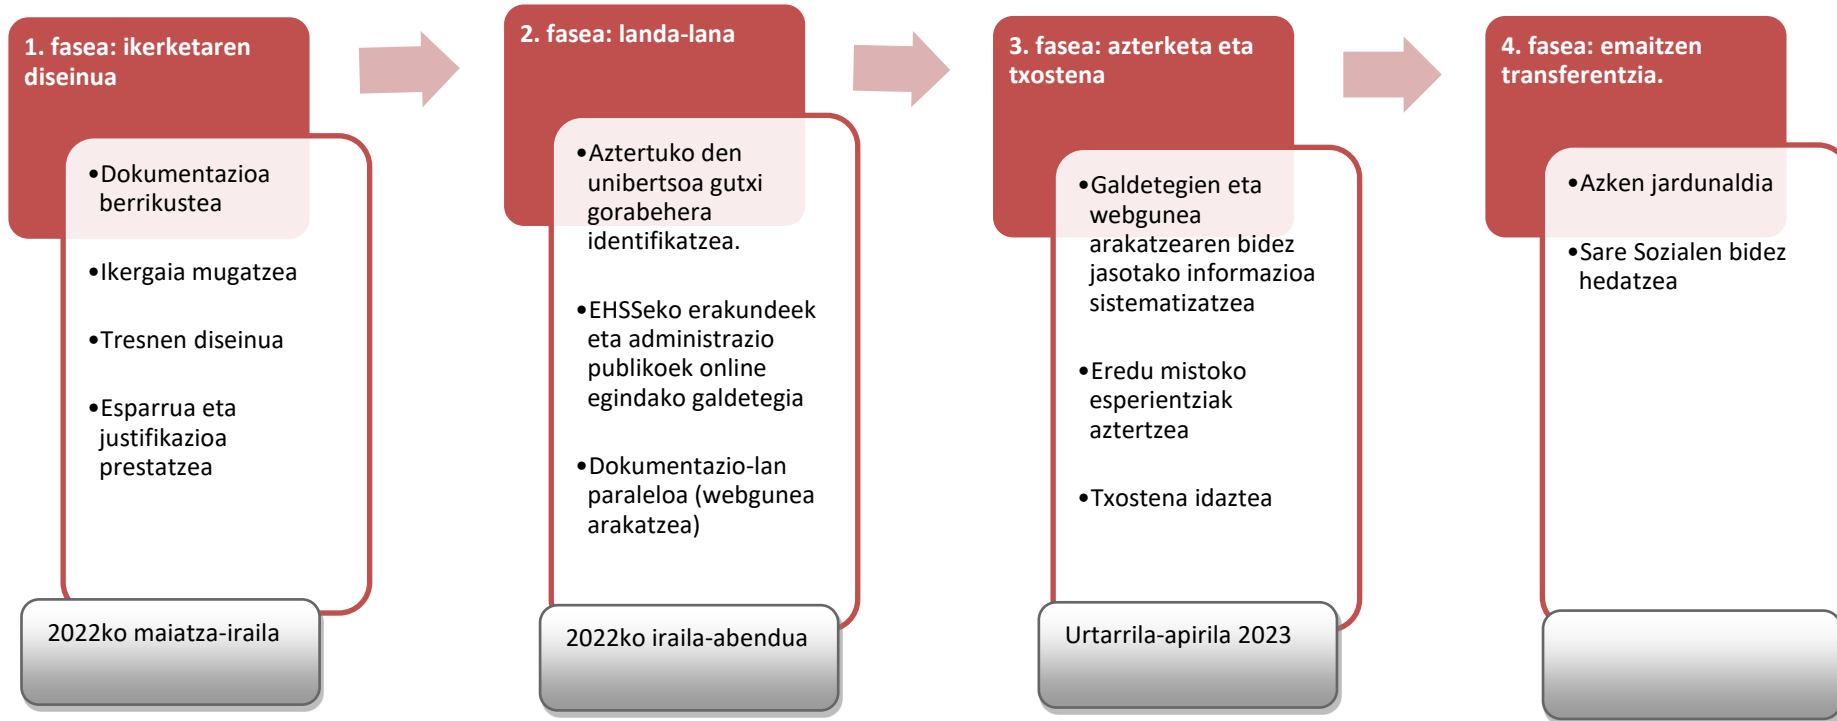 1. fasea: ikerketaren
diseinua
•Dokumentazioa
berrikustea
•Ikergaia mugatzea
•Tresnen diseinua
•Esparrua eta
justifikazioa
prestatzea
2022ko maiatza-iraila
2. fasea: landa-lana
•Aztertuko den
unibertsoa gutxi
gorabehera
identifikatzea.
•EHSSeko erakundeek
eta administrazio
publikoek online
egindako galdetegia
•Dokumentazio-lan
paraleloa (webgunea
arakatzea)
2022ko iraila-abendua
3. fasea: azterketa eta
txostena
•Galdetegien eta
webgunea
arakatzearen bidez
jasotako informazioa
sistematizatzea
•Eredu mistoko
esperientziak
aztertzea
•Txostena idaztea
Urtarrila-apirila 2023
4. fasea: emaitzen
transferentzia.
•Azken jardunaldia
•Sare Sozialen bidez
hedatzea